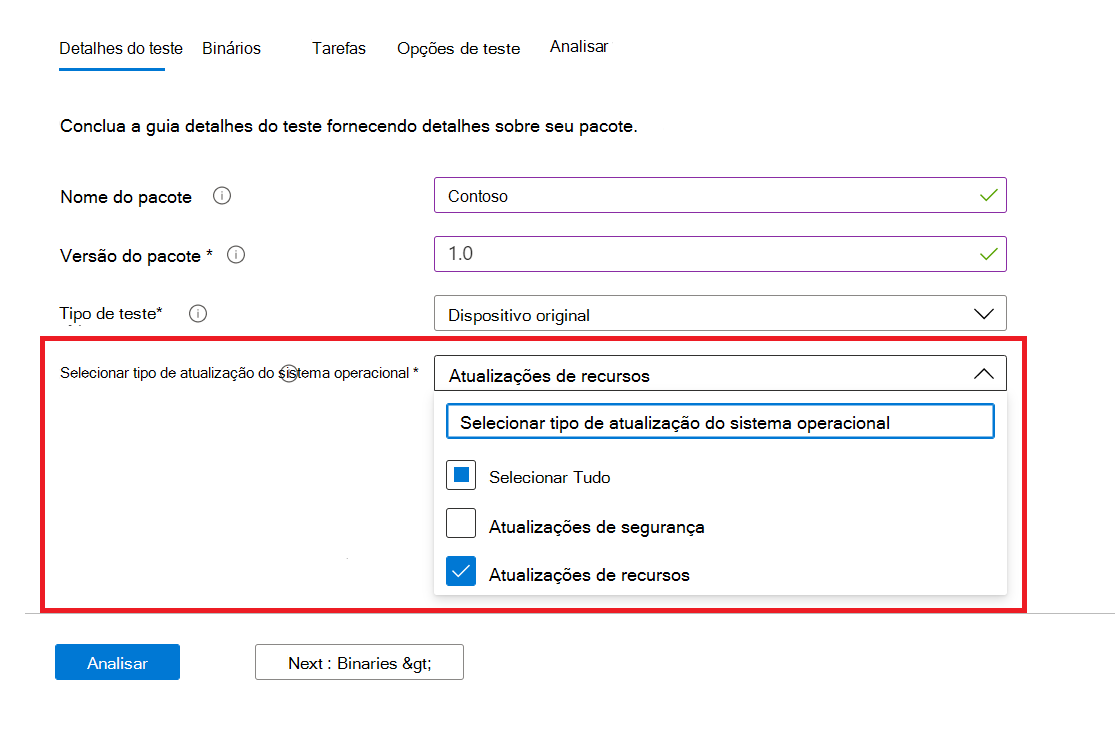 Detalhes do teste Binários Tarefas Opções de teste Analisar
Conclua a guia detalhes do teste fornecendo detalhes sobre seu pacote.
Nome do pacote Contoso
Versão do pacote * 1.0
Tipo de teste* Dispositivo original
Selecionar tipo de atualização do sistema operacional * Atualizações de recursos
Selecionar tipo de atualização do sistema operacional
Selecionar Tudo
Atualizações de segurança
Atualizações de recursos
Analisar Next : Binaries &gt;